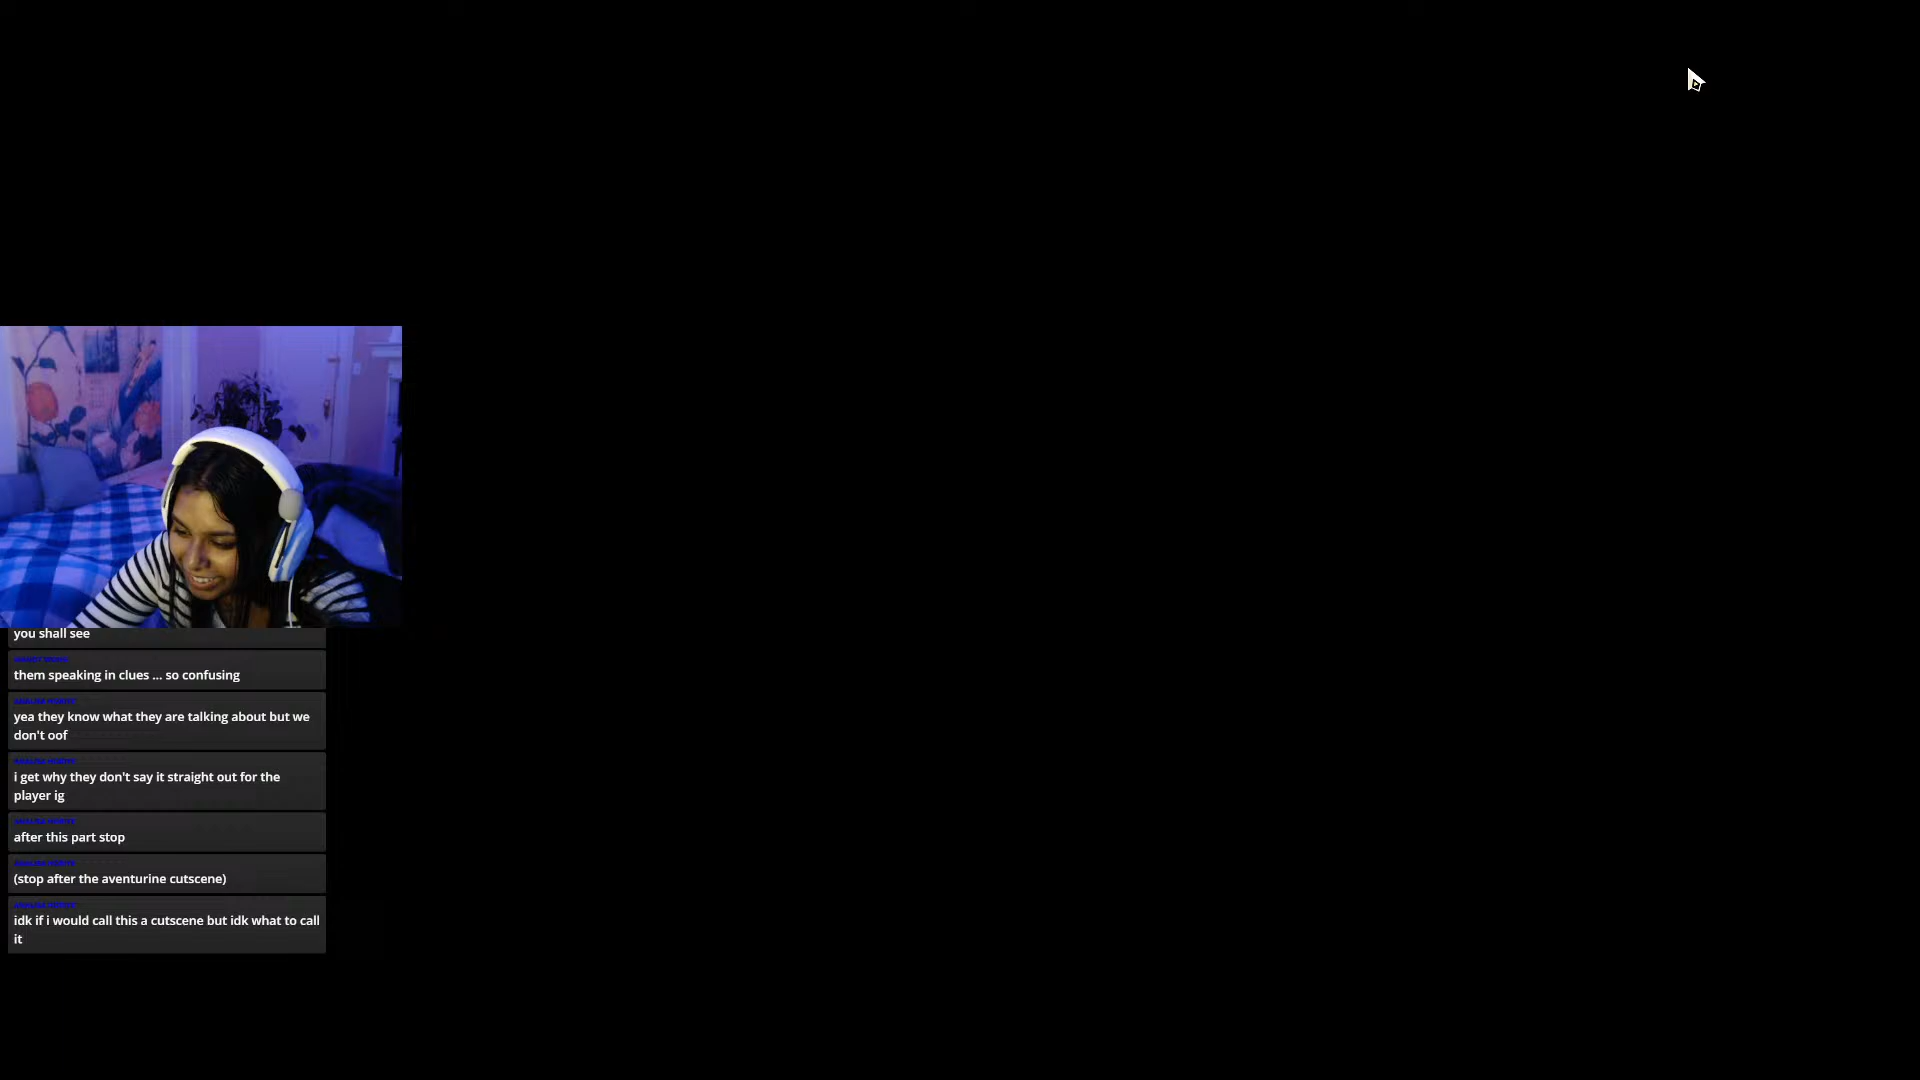 you shall see
them speaking in clues ... so confusing
yea they know what they are talking about but we
don't oof
i get why they don't say it straight out for the
player ig
after this part stop
(stop after the aventurine cutscene)
idk if i would call this a cutscene but idk what to call
it